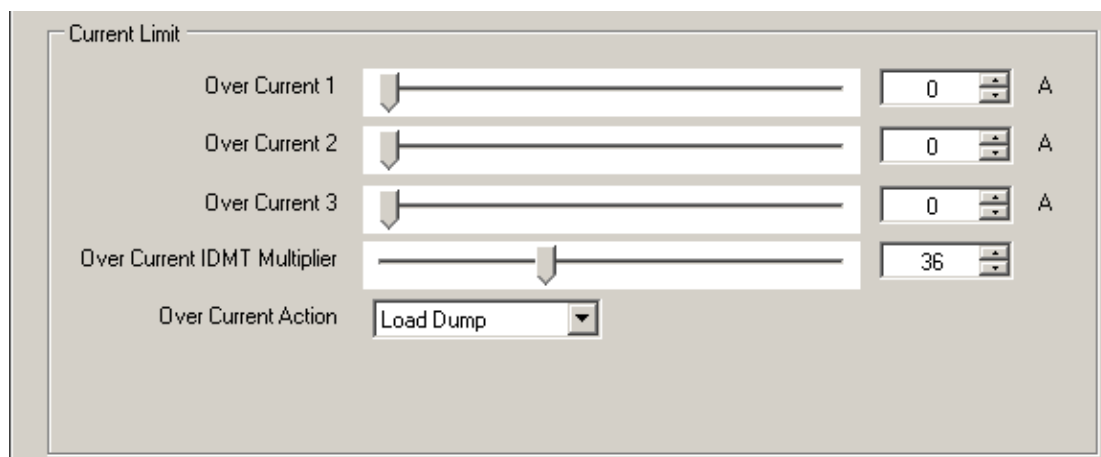 Current Limit
Over Current 1 0 A
Over Current 2 0 A
Over Current 3 0 A
Over Current IDMT Multiplier 36
Over Current Action Load Dump